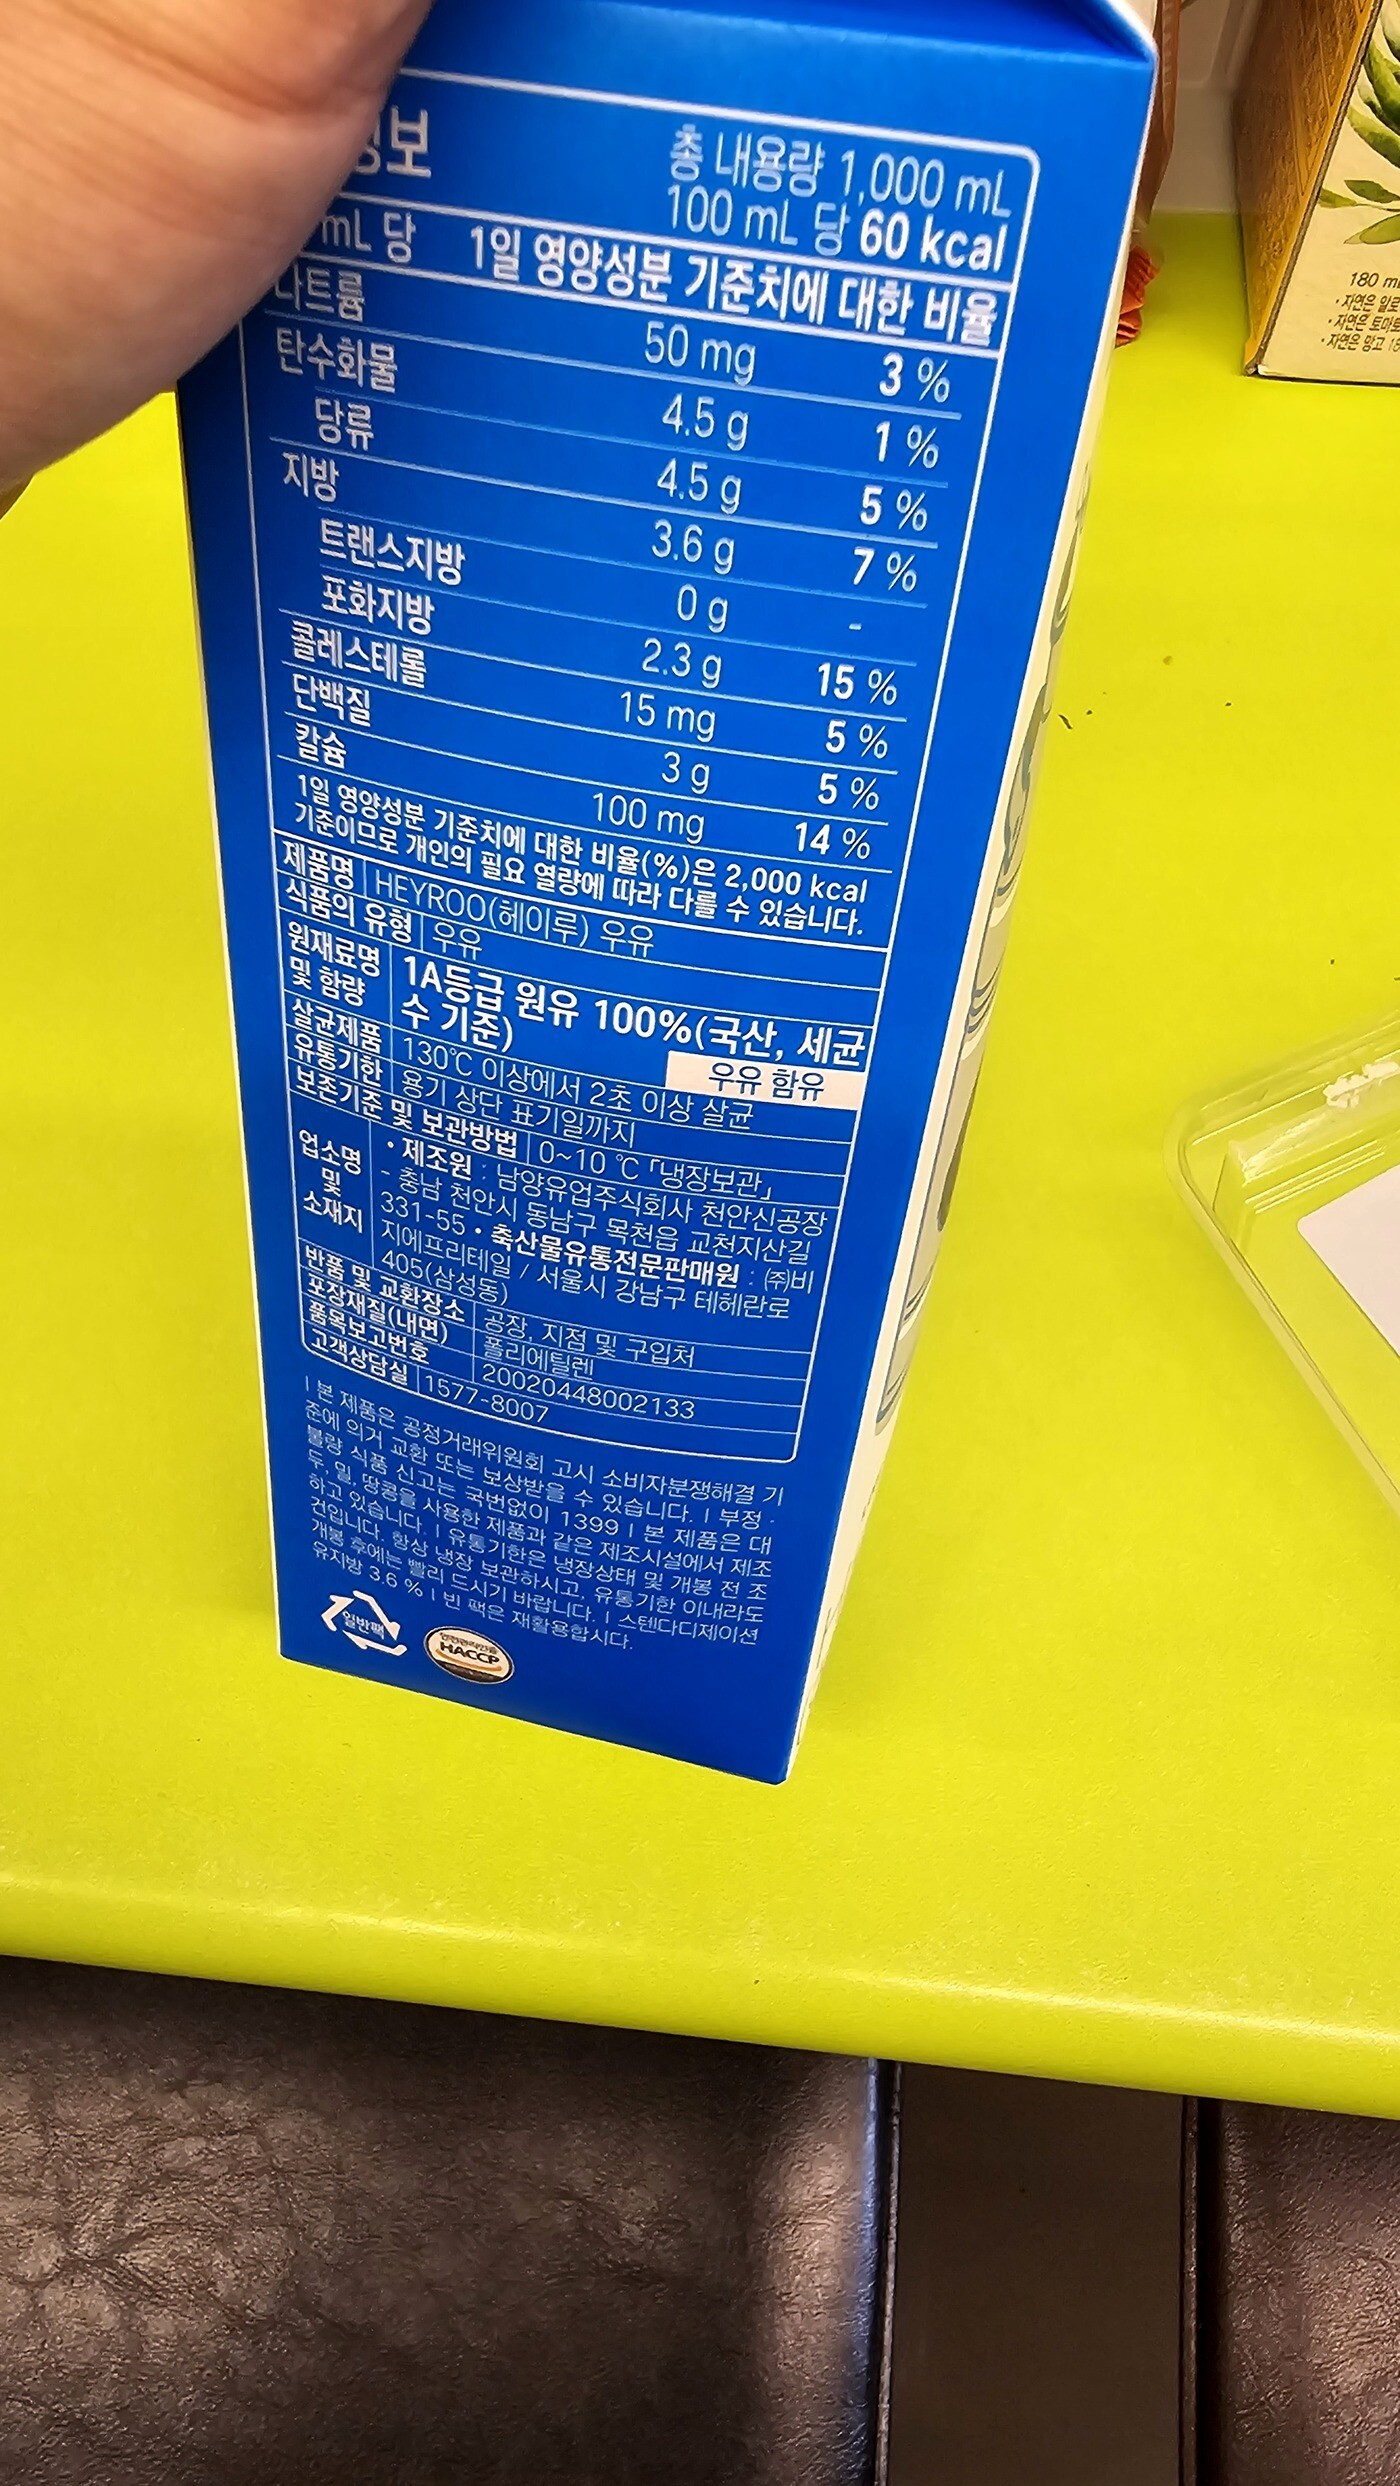 총 내용량 1,000 mL
100 mL 당 60 kcal
mL 당 1일 영양성분 기준치에 대한 비율
나트륨 50 mg 3 %
탄수화물 4.5 g 1 %
당류 4.5 g 5 %
지방 3.6 g 7 %
트랜스지방 0 g -
포화지방 2.3 g 15 %
콜레스테롤 15 mg 5 %
단백질 3 g 5 %
칼슘 100 mg 14 %
1일 영양성분 기준치에 대한 비율(%)은 2,000 kcal
기준이므로 개인의 필요 열량에 따라 다를 수 있습니다.
제품명 HEYROO(헤이루) 우유
식품의 유형 우유
원재료명 및 함량 1A등급 원유 100%(국산, 세균
수 기준)
우유 함유
살균제품 130℃ 이상에서 2초 이상 살균
유통기한 용기 상단 표기일까지
보존기준 및 보관방법 0~10 ℃ 「냉장보관」
업소명 및 소재지 • 제조원 : 남양유업주식회사 천안신공장
- 충남 천안시 동남구 목천읍 교천지산길
331-55 • 축산물유통전문판매원 : ㈜비
지에프리테일 / 서울시 강남구 테헤란로
405(삼성동)
반품 및 교환장소 공장, 지점 및 구입처
포장재질(내면) 폴리에틸렌
품목보고번호 20020448002133
고객상담실 1577-8007
| 본 제품은 공정거래위원회 고시 소비자분쟁해결 기
준에 의거 교환 또는 보상받을 수 있습니다. | 부정·
불량 식품 신고는 국번없이 1399 | 본 제품은 대
두, 밀, 땅콩을 사용한 제품과 같은 제조시설에서 제조
하고 있습니다. | 유통기한은 냉장상태 및 개봉 전 조
건입니다. 항상 냉장 보관하시고, 유통기한 이내라도
개봉 후에는 빨리 드시기 바랍니다. | 스텐다디제이션
유지방 3.6 % | 빈 팩은 재활용합시다.
일반팩
HACCP
180
자연은
자연은
자연은 망고